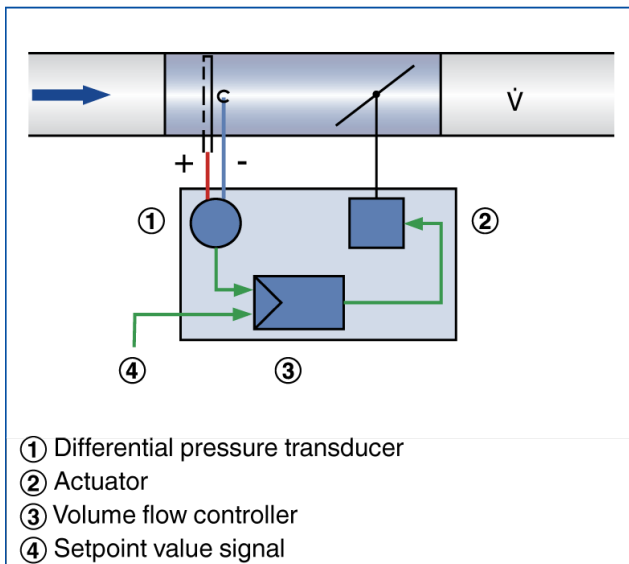 V̇
+ -
①
②
④
③
① Differential pressure transducer
② Actuator
③ Volume flow controller
④ Setpoint value signal